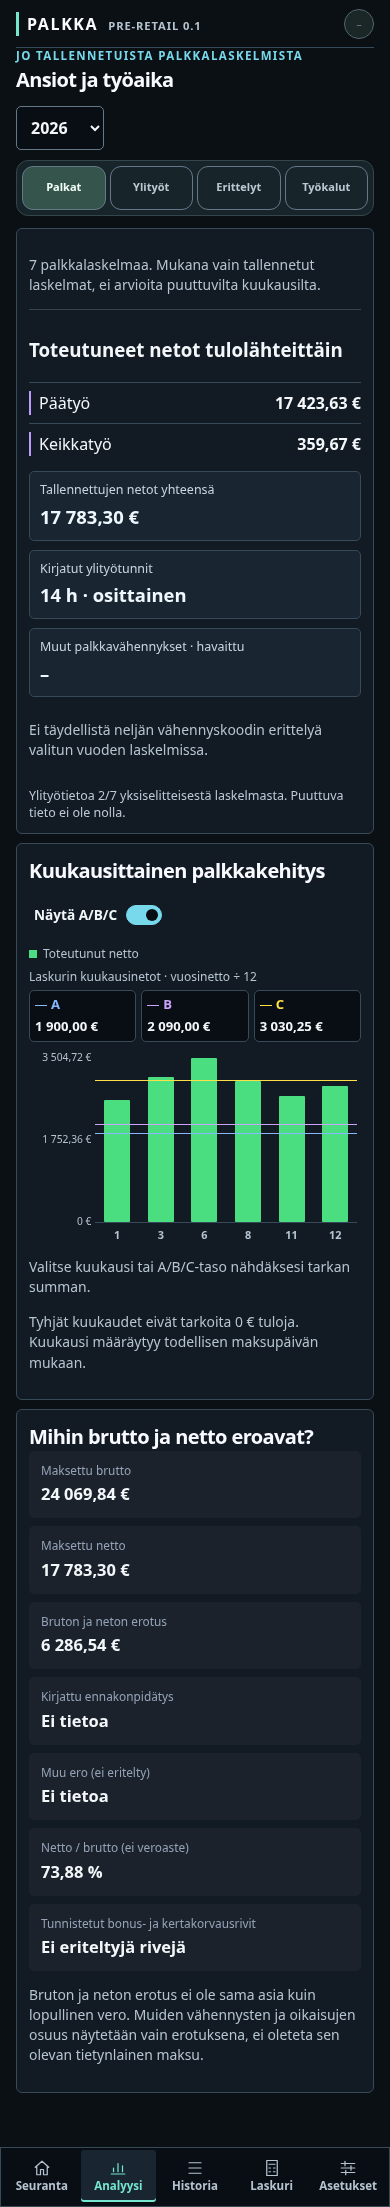 PALKKA PRE-RETAIL 0.1
–
JO TALLENNETUISTA PALKKALASKELMISTA
Ansiot ja työaika
2026
Palkat
Ylityöt
Erittelyt
Työkalut
7 palkkalaskelmaa. Mukana vain tallennetut
laskelmat, ei arvioita puuttuvilta kuukausilta.
Toteutuneet netot tulolähteittäin
Päätyö 17 423,63 €
Keikkatyö 359,67 €
Tallennettujen netot yhteensä
17 783,30 €
Kirjatut ylityötunnit
14 h · osittainen
Muut palkkavähennykset · havaittu
–
Ei täydellistä neljän vähennyskoodin erittelyä
valitun vuoden laskelmissa.
Ylityötietoa 2/7 yksiselitteisestä laskelmasta. Puuttuva
tieto ei ole nolla.
Kuukausittainen palkkakehitys
Näytä A/B/C
Toteutunut netto
Laskurin kuukausinetot · vuosinetto ÷ 12
— A
1 900,00 €
— B
2 090,00 €
— C
3 030,25 €
3 504,72 €
1 752,36 €
0 €
1 3 6 8 11 12
Valitse kuukausi tai A/B/C-taso nähdäksesi tarkan
summan.
Tyhjät kuukaudet eivät tarkoita 0 € tuloja.
Kuukausi määräytyy todellisen maksupäivän
mukaan.
Mihin brutto ja netto eroavat?
Maksettu brutto
24 069,84 €
Maksettu netto
17 783,30 €
Bruton ja neton erotus
6 286,54 €
Kirjattu ennakonpidätys
Ei tietoa
Muu ero (ei eritelty)
Ei tietoa
Netto / brutto (ei veroaste)
73,88 %
Tunnistetut bonus- ja kertakorvausrivit
Ei eriteltyjä rivejä
Bruton ja neton erotus ei ole sama asia kuin
lopullinen vero. Muiden vähennysten ja oikaisujen
osuus näytetään vain erotuksena, ei oleteta sen
olevan tietynlainen maksu.
Seuranta
Analyysi
Historia
Laskuri
Asetukset